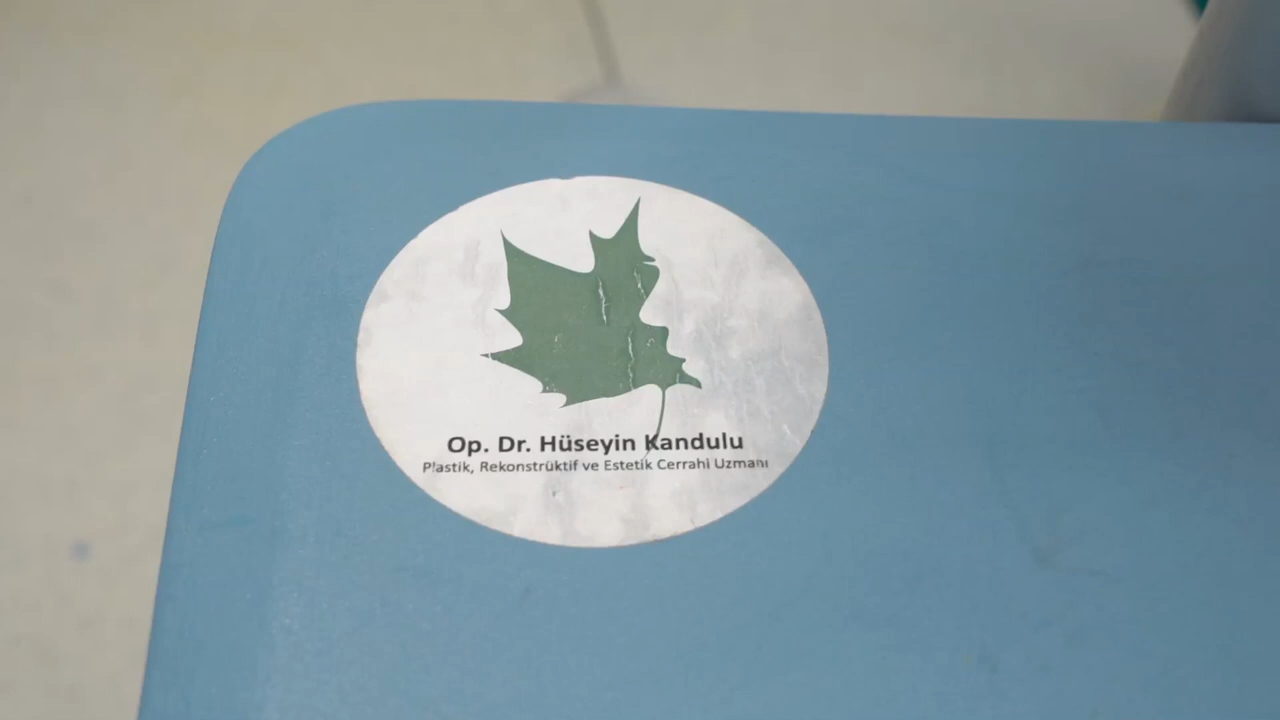 Op. Dr. Hüseyin Kandulu
Plastik, Rekonstrüktif ve Estetik Cerrahi Uzmanı